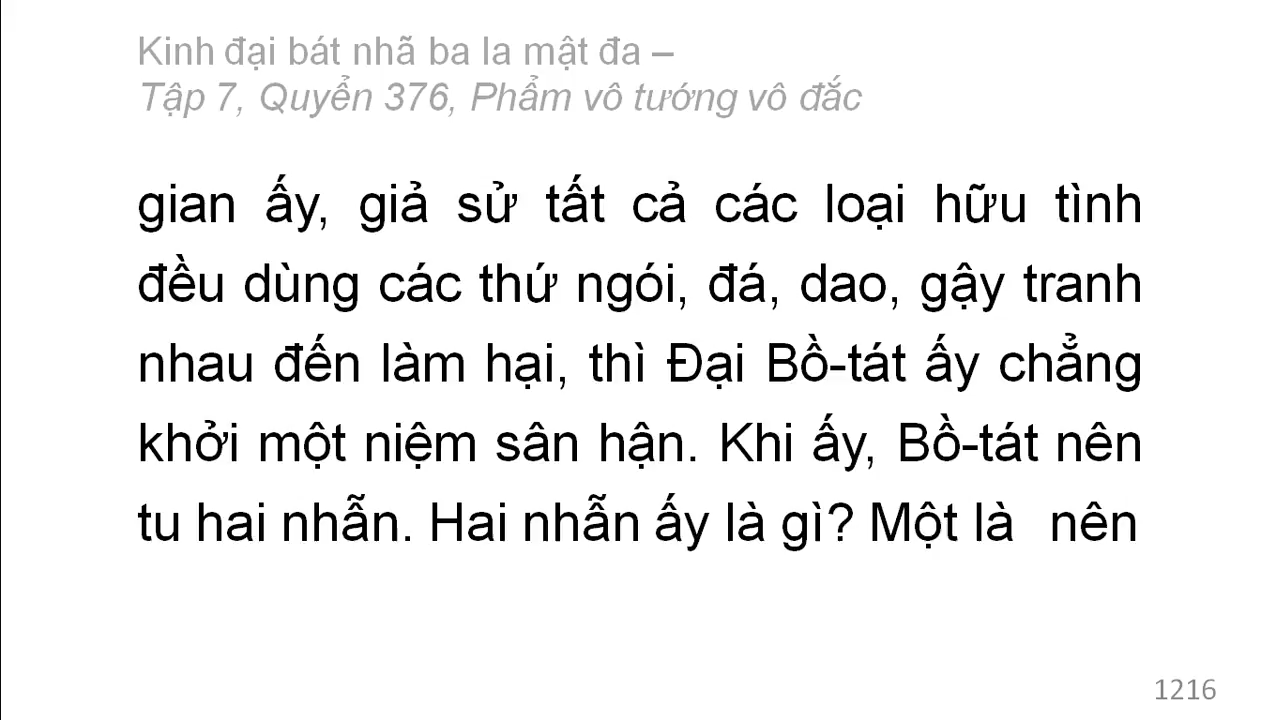 Kinh đại bát nhã ba la mật đa –
Tập 7, Quyển 376, Phẩm vô tướng vô đắc
gian ấy, giả sử tất cả các loại hữu tình
đều dùng các thứ ngói, đá, dao, gậy tranh
nhau đến làm hại, thì Đại Bồ-tát ấy chẳng
khởi một niệm sân hận. Khi ấy, Bồ-tát nên
tu hai nhẫn. Hai nhẫn ấy là gì? Một là nên
1216